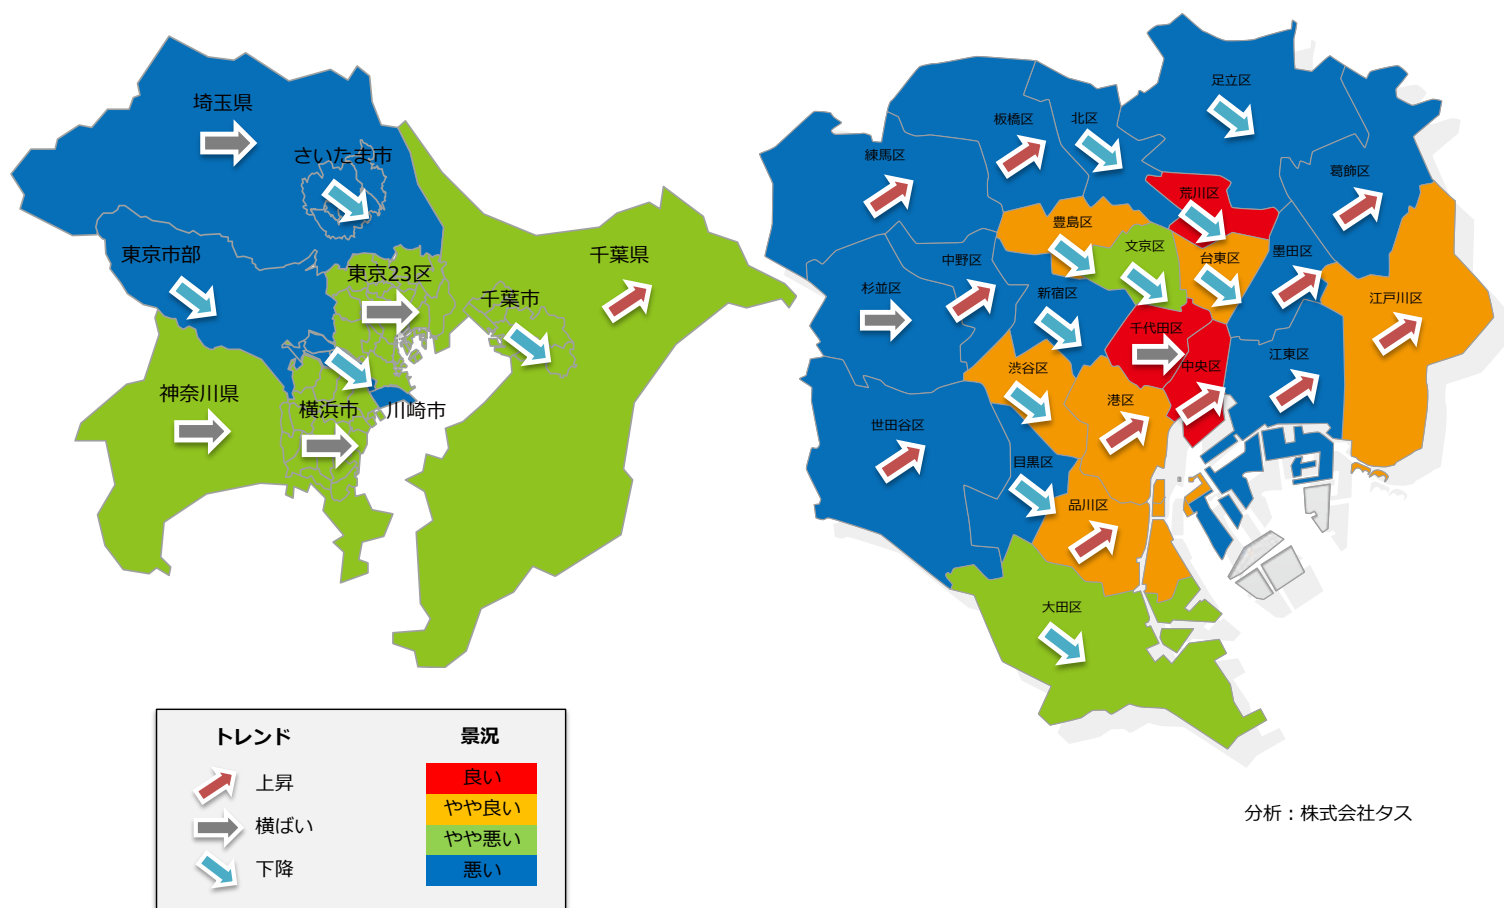 埼玉県
さいたま市
東京市部
東京23区
千葉県
千葉市
神奈川県
横浜市
川崎市
足立区
板橋区
北区
練馬区
葛飾区
荒川区
豊島区
文京区
台東区
墨田区
中野区
杉並区
新宿区
江戸川区
千代田区
江東区
中央区
渋谷区
港区
世田谷区
目黒区
品川区
大田区
トレンド
上昇
横ばい
下降
景況
良い
やや良い
やや悪い
悪い
分析：株式会社タス